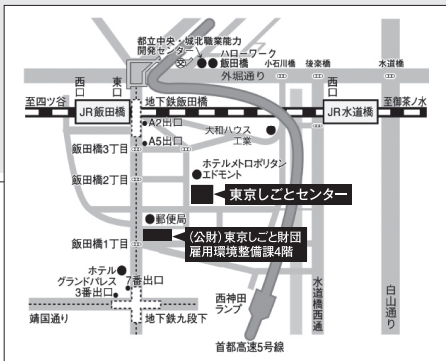 都立中央・城北職業能力
開発センター
ハローワーク
飯田橋
小石川橋
後楽橋
水道橋
外堀通り
西口
東口
西口
至四ツ谷
JR飯田橋
地下鉄飯田橋
JR水道橋
至御茶ノ水
A2出口
大和ハウス
工業
A5出口
飯田橋3丁目
ホテルメトロポリタン
エドモント
飯田橋2丁目
東京しごとセンター
郵便局
(公財)東京しごと財団
雇用環境整備課4階
飯田橋1丁目
ホテル
グランドパレス
7番出口
3番出口
西神田
ランプ
水道橋西通り
白山通り
靖国通り
地下鉄九段下
首都高速5号線